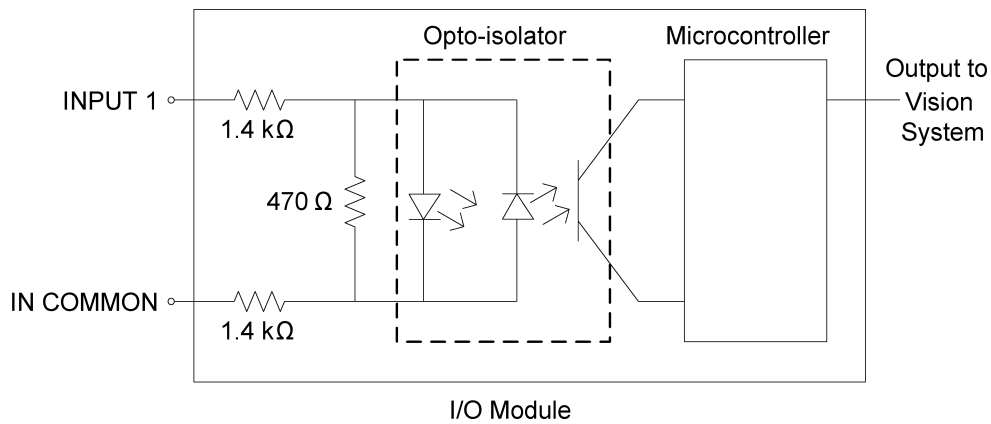 Opto-isolator
Microcontroller
Output to
Vision
System
INPUT 1
1.4 kΩ
470 Ω
IN COMMON
1.4 kΩ
I/O Module